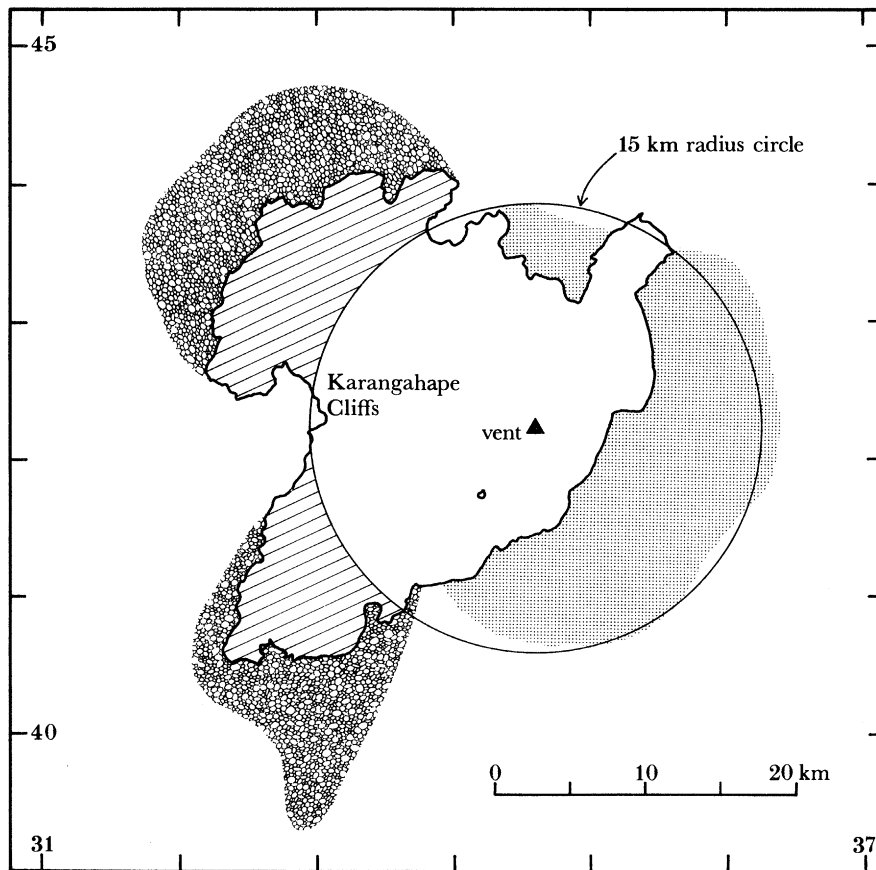 45
15 km radius circle
Karangahape
Cliffs
vent
40
0 10 20 km
31
37